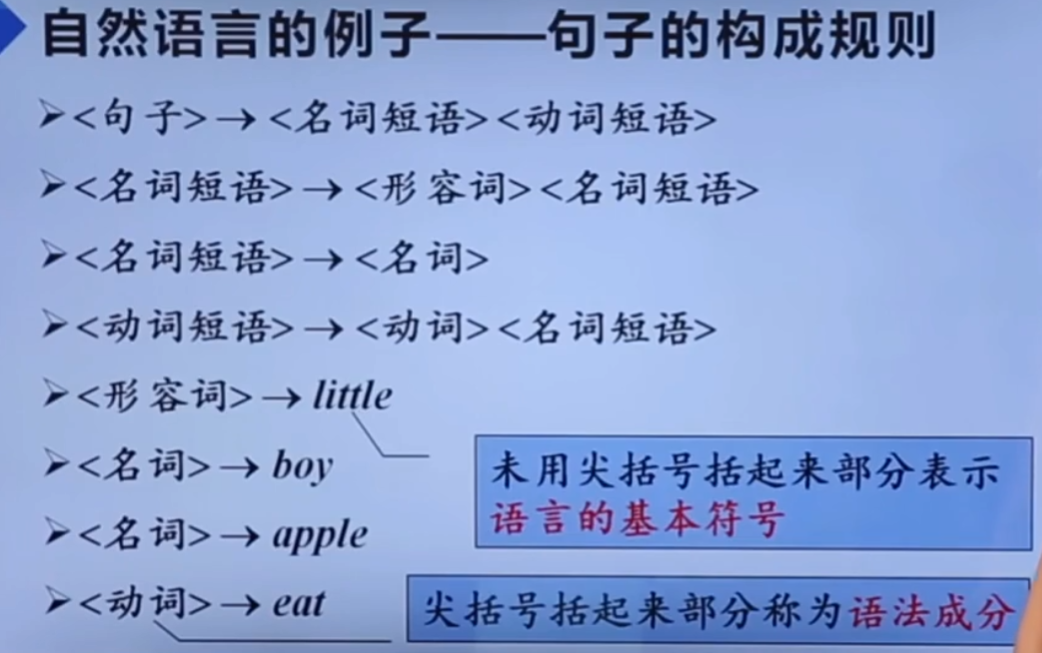 自然语言的例子——句子的构成规则
➢<句子>→<名词短语><动词短语>
➢<名词短语>→<形容词><名词短语>
➢<名词短语>→<名词>
➢<动词短语>→<动词><名词短语>
➢<形容词>→little
➢<名词>→boy
未用尖括号括起来部分表示
语言的基本符号
➢<名词>→apple
➢<动词>→eat
尖括号括起来部分称为语法成分